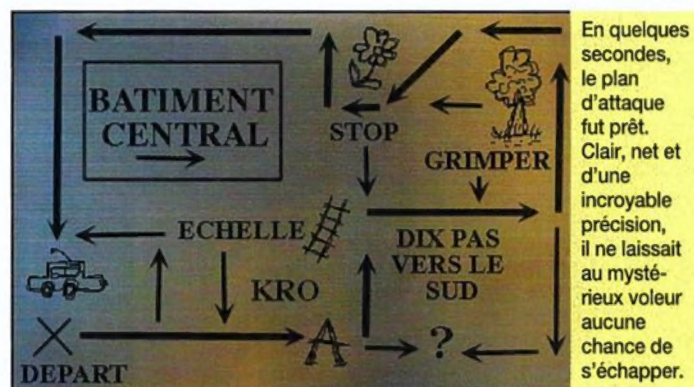 BATIMENT
CENTRAL
STOP
GRIMPER
ECHELLE
DIX PAS
VERS LE
SUD
KRO
A
?
DEPART
En quelques
secondes,
le plan
d'attaque
fut prêt.
Clair, net et
d'une
incroyable
précision,
il ne laissait
au mysté-
rieux voleur
aucune
chance de
s'échapper.